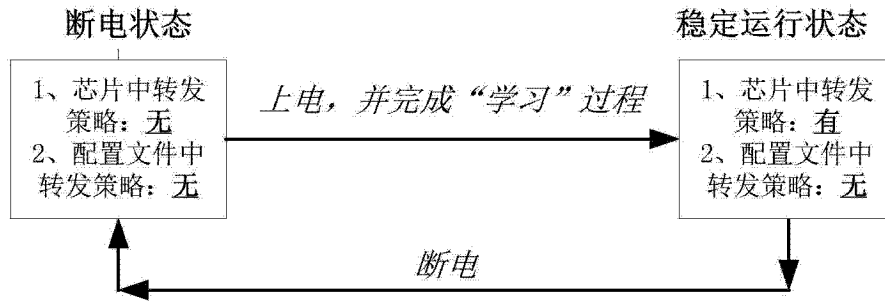 断电状态
稳定运行状态
1、芯片中转发
策略：无
2、配置文件中
转发策略：无
上电，并完成“学习”过程
1、芯片中转发
策略：有
2、配置文件中
转发策略：无
断电